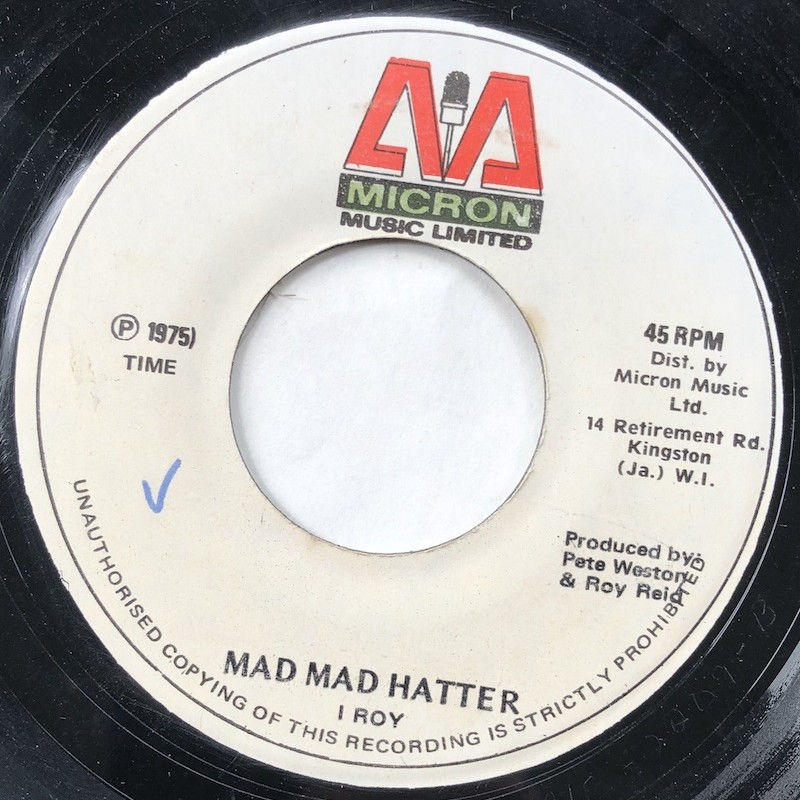 MICRON
MUSIC LIMITED
Ⓟ 1975)
TIME
45 RPM
Dist. by
Micron Music
Ltd.
14 Retirement Rd.
Kingston
(Ja.) W.I.
Produced by:
Pete Weston
& Roy Reid
MAD MAD HATTER
I ROY
UNAUTHORISED COPYING OF THIS RECORDING IS STRICTLY PROHIBITED